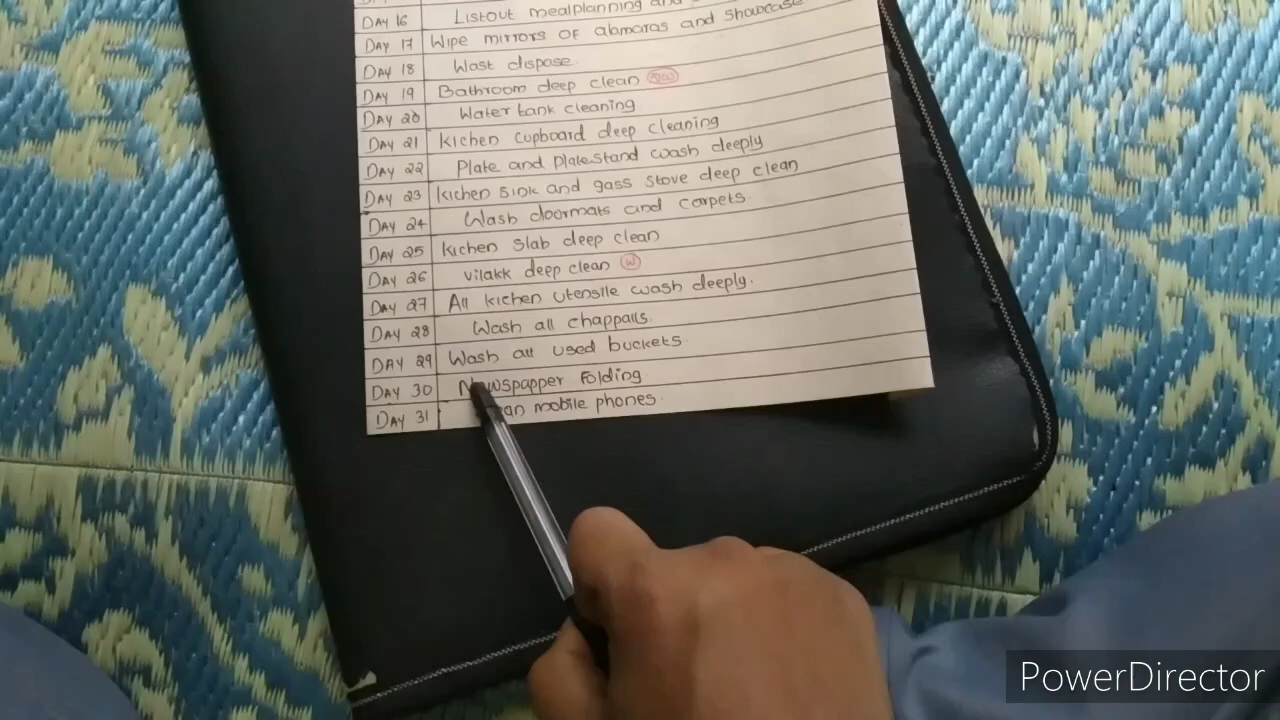 DAY 16 Listout mealplanning and
DAY 17 Wipe mirrors OF almaras and showcase
DAY 18 Wast dispose
DAY 19 Bathroom deep clean
DAY 20 Water tank cleaning
DAY 21 Kichen cupboard deep cleaning
DAY 22 Plate and platestand wash deeply
DAY 23 Kichen sink and gass stove deep clean
DAY 24 Wash doormats and carpets.
DAY 25 Kichen slab deep clean
DAY 26 Vilakk deep clean W
DAY 27 All kichen utensile wash deeply.
DAY 28 Wash all chappals.
DAY 29 Wash all used buckets.
DAY 30 Newspapper Folding
DAY 31 mobile phones.
PowerDirector